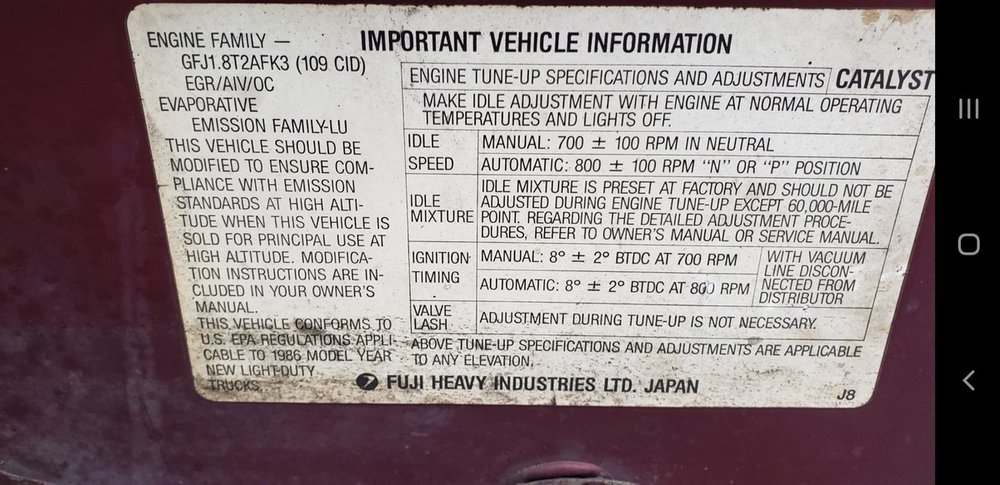 ENGINE FAMILY —
GFJ1.8T2AFK3 (109 CID)
EGR/AIV/OC
EVAPORATIVE
EMISSION FAMILY-LU
THIS VEHICLE SHOULD BE
MODIFIED TO ENSURE COM-
PLIANCE WITH EMISSION
STANDARDS AT HIGH ALTI-
TUDE WHEN THIS VEHICLE IS
SOLD FOR PRINCIPAL USE AT
HIGH ALTITUDE. MODIFICA-
TION INSTRUCTIONS ARE IN-
CLUDED IN YOUR OWNER'S
MANUAL.
THIS VEHICLE CONFORMS TO
U.S. EPA REGULATIONS APPLI-
CABLE TO 1986 MODEL YEAR
NEW LIGHT-DUTY
TRUCKS.
IMPORTANT VEHICLE INFORMATION
ENGINE TUNE-UP SPECIFICATIONS AND ADJUSTMENTS
CATALYST
MAKE IDLE ADJUSTMENT WITH ENGINE AT NORMAL OPERATING
TEMPERATURES AND LIGHTS OFF.
IDLE
SPEED
MANUAL: 700 ± 100 RPM IN NEUTRAL
AUTOMATIC: 800 ± 100 RPM "N" OR "P" POSITION
IDLE
MIXTURE
IDLE MIXTURE IS PRESET AT FACTORY AND SHOULD NOT BE
ADJUSTED DURING ENGINE TUNE-UP EXCEPT 60,000-MILE
POINT. REGARDING THE DETAILED ADJUSTMENT PROCE-
DURES, REFER TO OWNER'S MANUAL OR SERVICE MANUAL.
IGNITION
TIMING
MANUAL: 8° ± 2° BTDC AT 700 RPM
AUTOMATIC: 8° ± 2° BTDC AT 800 RPM
WITH VACUUM
LINE DISCON-
NECTED FROM
DISTRIBUTOR
VALVE
LASH
ADJUSTMENT DURING TUNE-UP IS NOT NECESSARY.
ABOVE TUNE-UP SPECIFICATIONS AND ADJUSTMENTS ARE APPLICABLE
TO ANY ELEVATION.
FUJI HEAVY INDUSTRIES LTD. JAPAN
J8